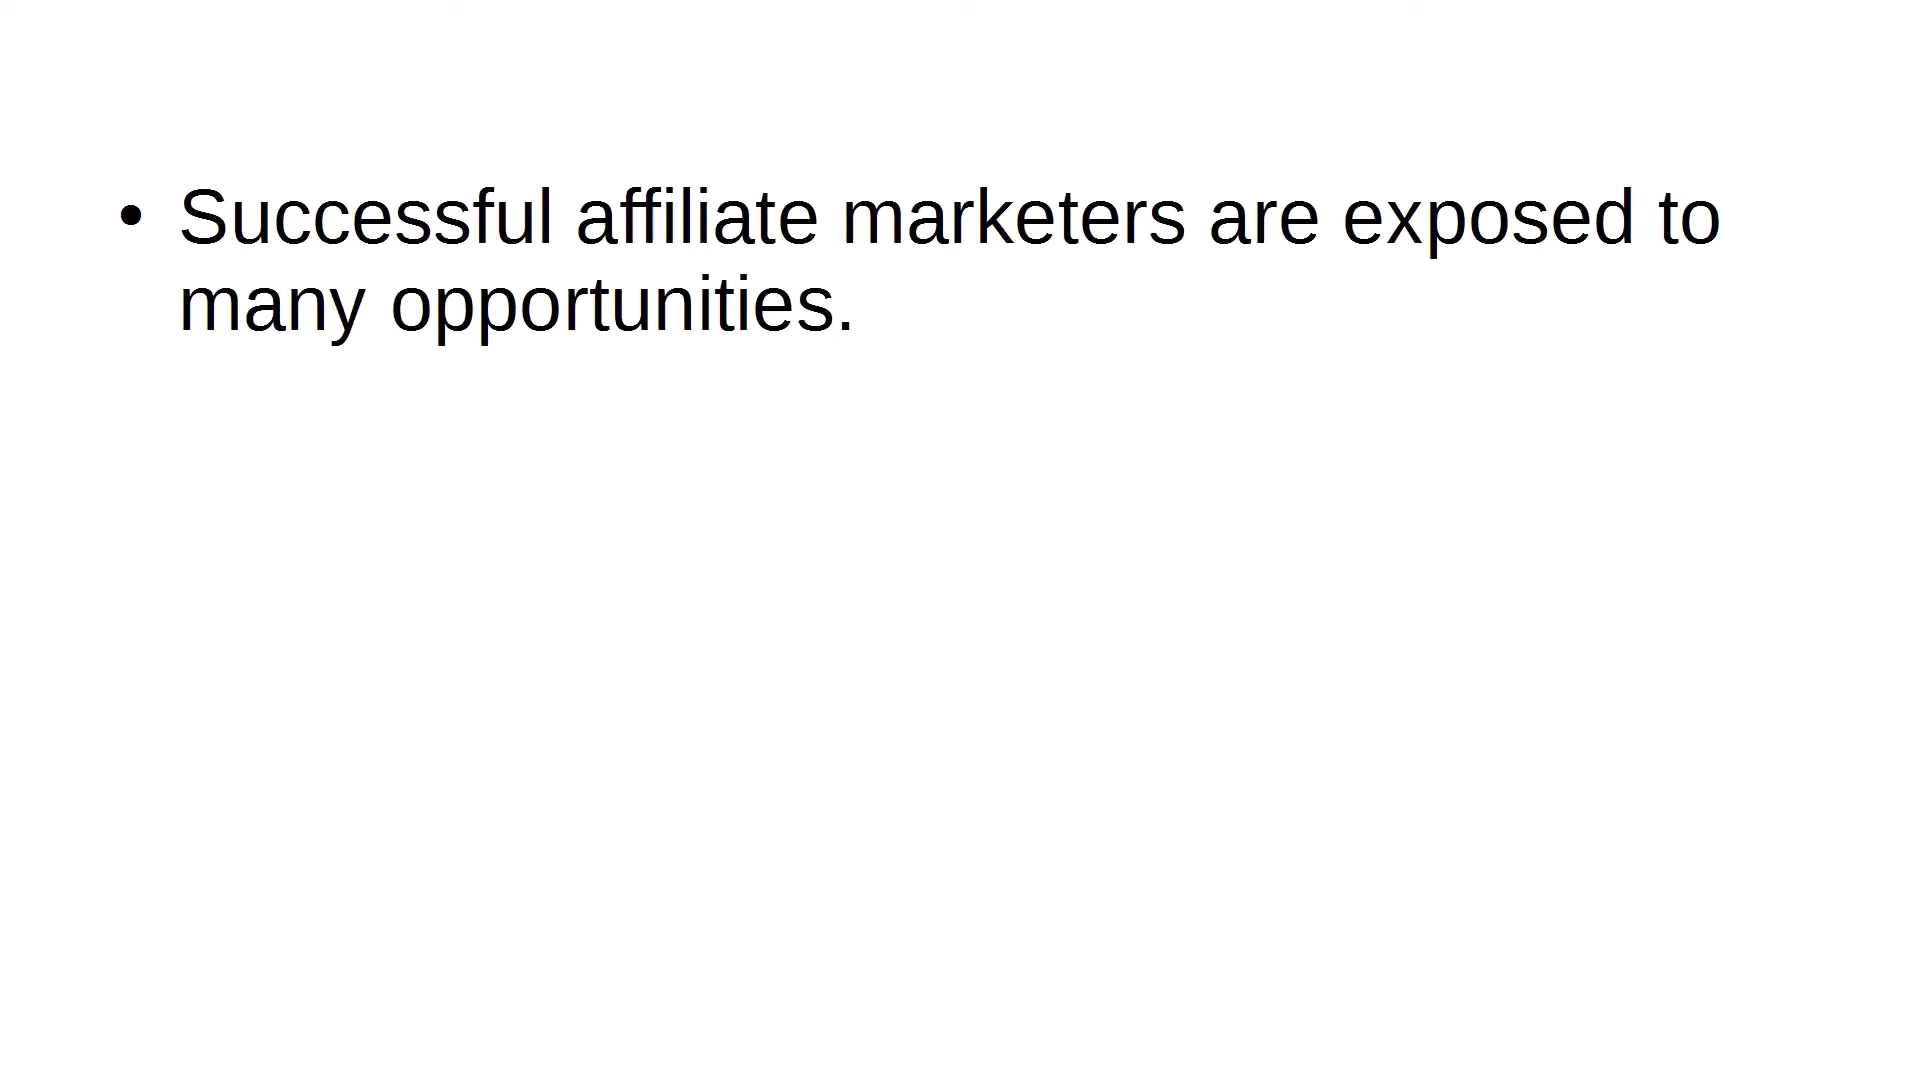 • Successful affiliate marketers are exposed to
many opportunities.